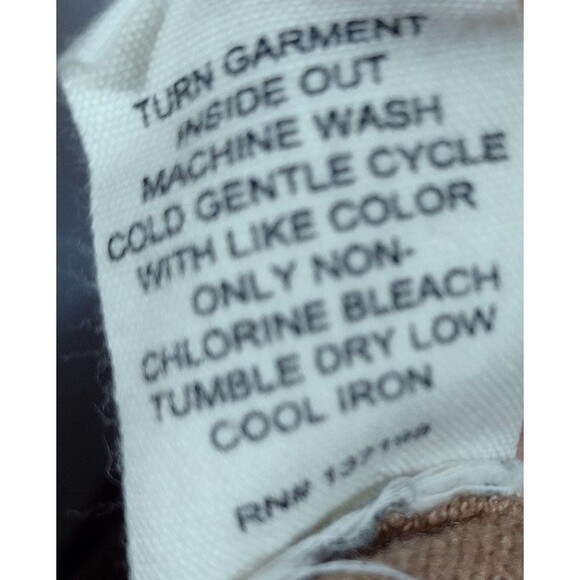 TURN GARMENT
INSIDE OUT
MACHINE WASH
COLD GENTLE CYCLE
WITH LIKE COLOR
ONLY NON-
CHLORINE BLEACH
TUMBLE DRY LOW
COOL IRON
RN#